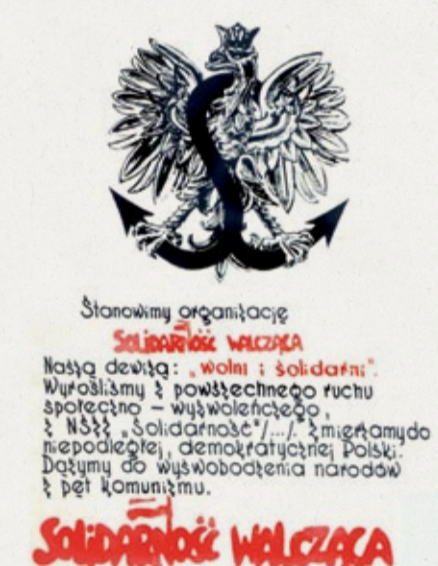 Stanowimy organizację
SOLIDARNOŚĆ WALCZĄCA
Naszą dewizą: „wolni i solidarni".
Wyrośliśmy z powszechnego ruchu
społeczno – wyzwoleńczego,
z NSZZ „Solidarność"/.../. Zmierzamy do
niepodległej, demokratycznej Polski.
Dążymy do wyswobodzenia narodów
z pęt komunizmu.
SOLIDARNOŚĆ WALCZĄCA